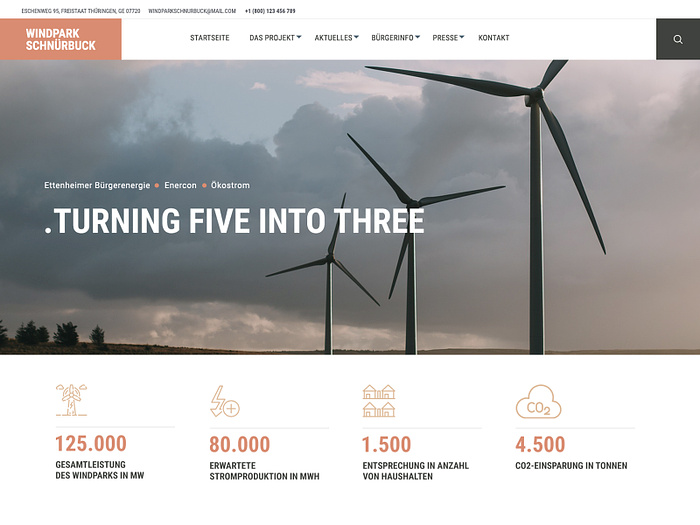 ESCHENWEG 95, FREISTAAT THÜRINGEN, GE 07720 WINDPARKSCHNURBUCK@MAIL.COM +1 (800) 123 456 789
WINDPARK
SCHNÜRBUCK
STARTSEITE DAS PROJEKT AKTUELLES BÜRGERINFO PRESSE KONTAKT
Ettenheimer Bürgerenergie Enercon Ökostrom
.TURNING FIVE INTO THREE
CO2
125.000
GESAMTLEISTUNG
DES WINDPARKS IN MW
80.000
ERWARTETE
STROMPRODUKTION IN MWH
1.500
ENTSPRECHUNG IN ANZAHL
VON HAUSHALTEN
4.500
CO2-EINSPARUNG IN TONNEN